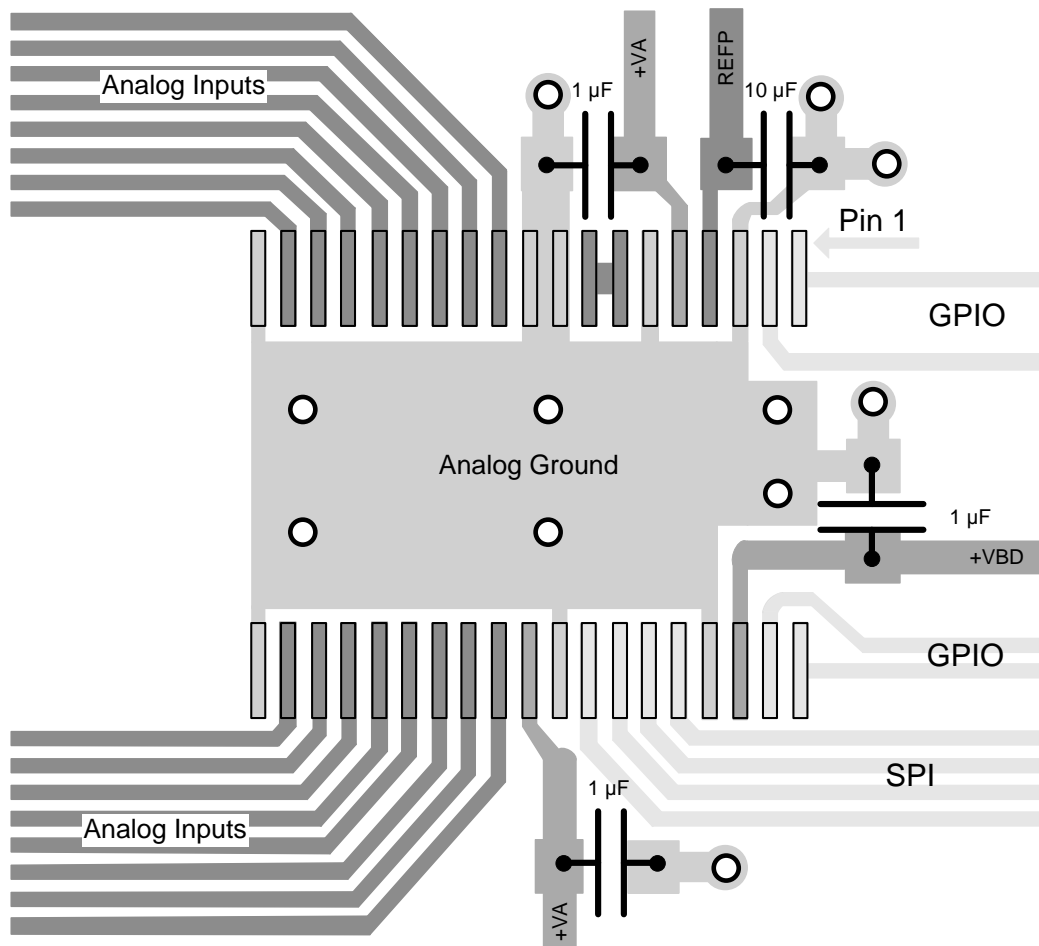 +VA
REFP
Analog Inputs
1 µF
10 µF
Pin 1
GPIO
Analog Ground
1 µF
+VBD
GPIO
SPI
1 µF
Analog Inputs
+VA